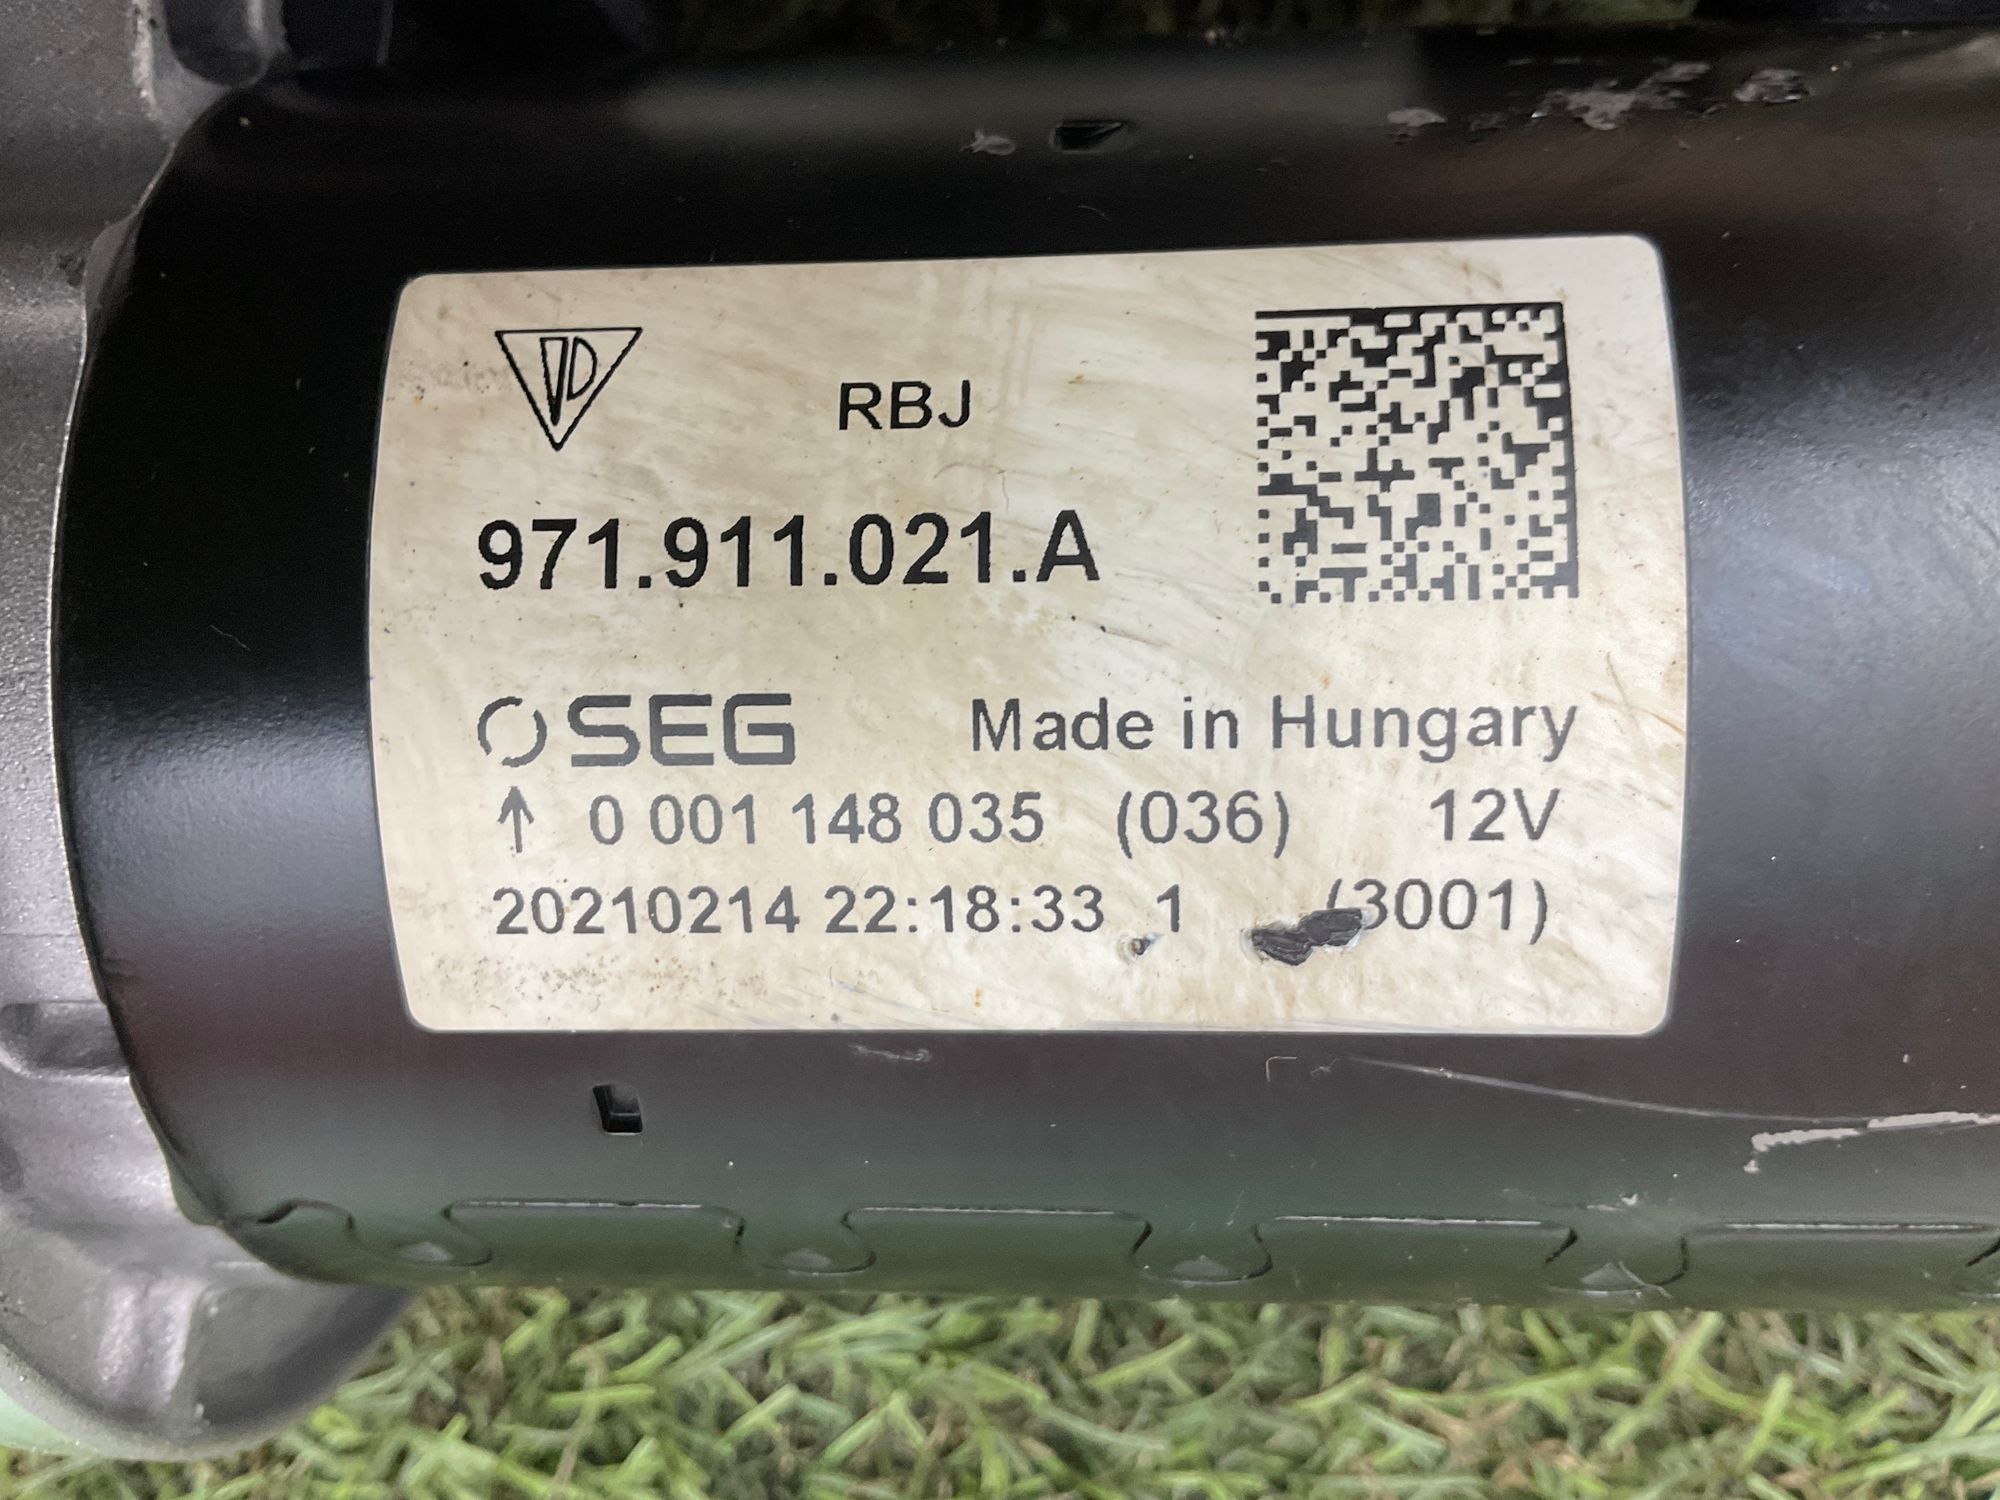 RBJ
971.911.021.A
SEG Made in Hungary
↑ 0 001 148 035 (036) 12V
20210214 22:18:33 1 (3001)